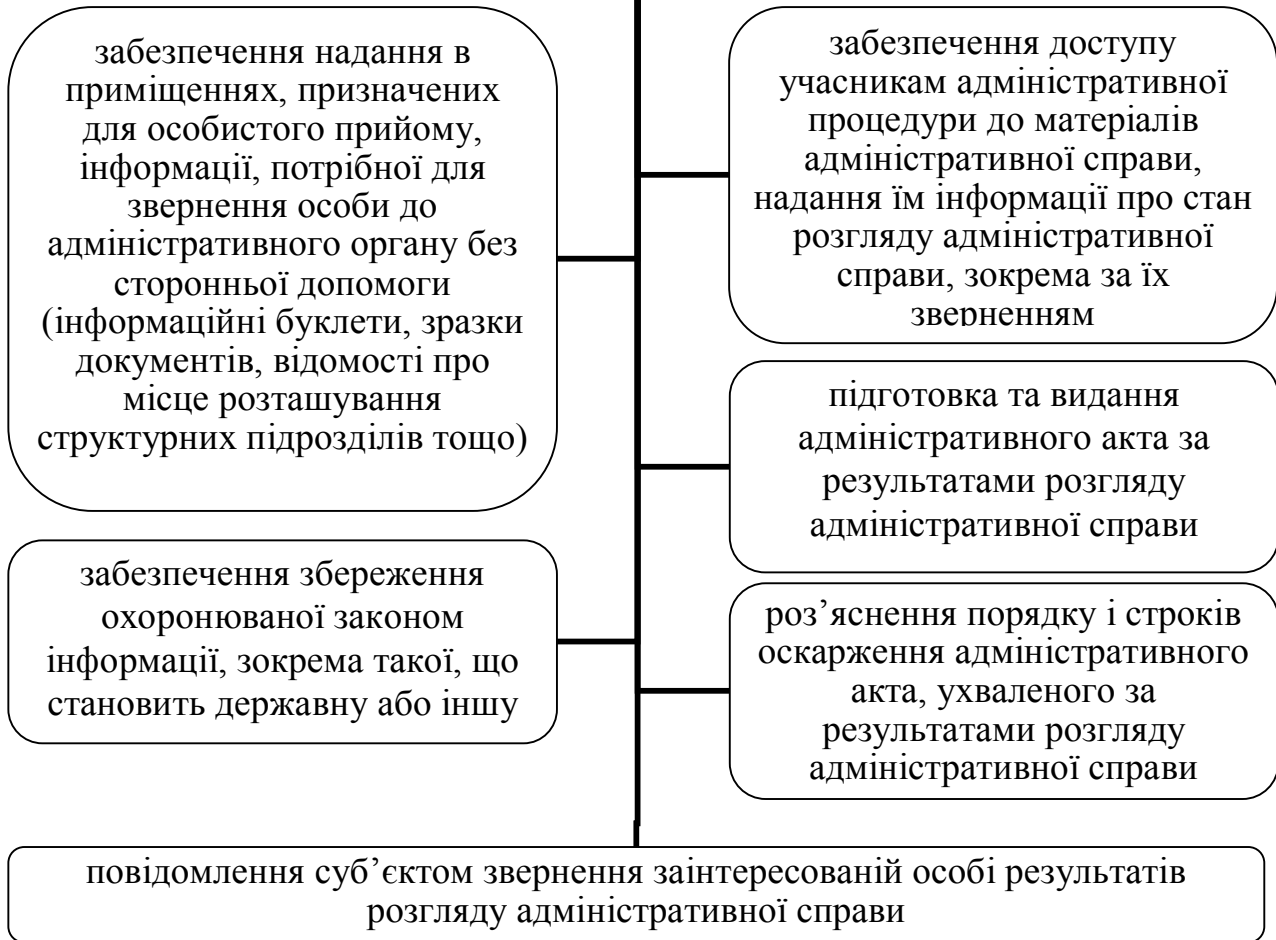 забезпечення надання в
приміщеннях, призначених
для особистого прийому,
інформації, потрібної для
звернення особи до
адміністративного органу без
сторонньої допомоги
(інформаційні буклети, зразки
документів, відомості про
місце розташування
структурних підрозділів тощо)
забезпечення доступу
учасникам адміністративної
процедури до матеріалів
адміністративної справи,
надання їм інформації про стан
розгляду адміністративної
справи, зокрема за їх
зверненням
підготовка та видання
адміністративного акта за
результатами розгляду
адміністративної справи
забезпечення збереження
охоронюваної законом
інформації, зокрема такої, що
становить державну або іншу
роз’яснення порядку і строків
оскарження адміністративного
акта, ухваленого за
результатами розгляду
адміністративної справи
повідомлення суб’єктом звернення заінтересованій особі результатів
розгляду адміністративної справи